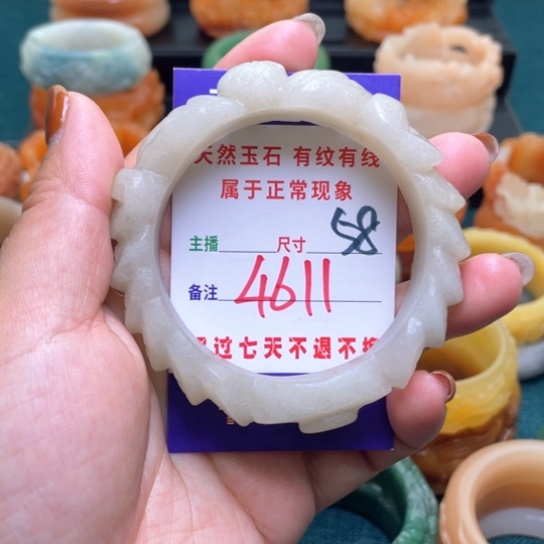 天然玉石 有纹有线
属于正常现象
主播 尺寸 58
备注 4611
过七天不退不换